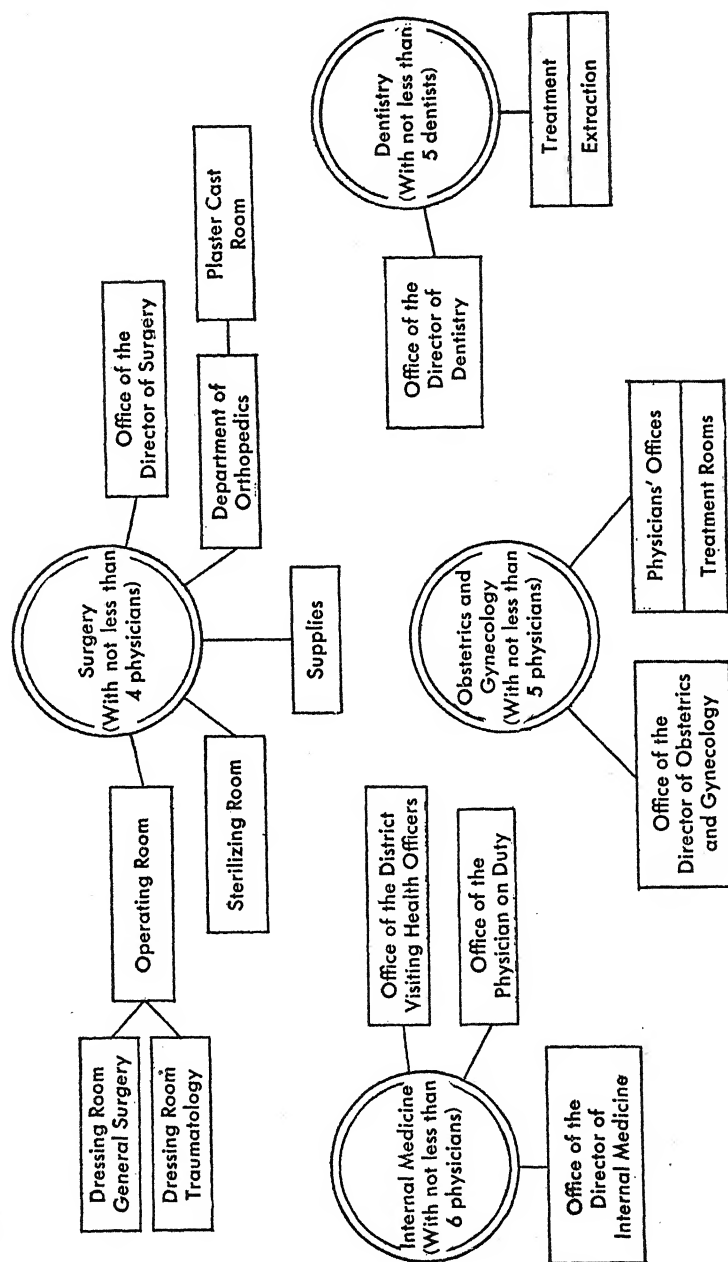 Dressing Room
General Surgery
Dressing Room
Traumatology
Operating Room
Sterilizing Room
Surgery
(With not less than
4 physicians)
Supplies
Office of the
Director of Surgery
Department of
Orthopedics
Plaster Cast
Room
Internal Medicine
(With not less than
6 physicians)
Office of the District
Visiting Health Officers
Office of the
Physician on Duty
Office of the
Director of
Internal Medicine
Obstetrics and
Gynecology
(With not less than
5 physicians)
Office of the
Director of Obstetrics
and Gynecology
Physicians' Offices
Treatment Rooms
Dentistry
(With not less than
5 dentists)
Office of the
Director of
Dentistry
Treatment
Extraction